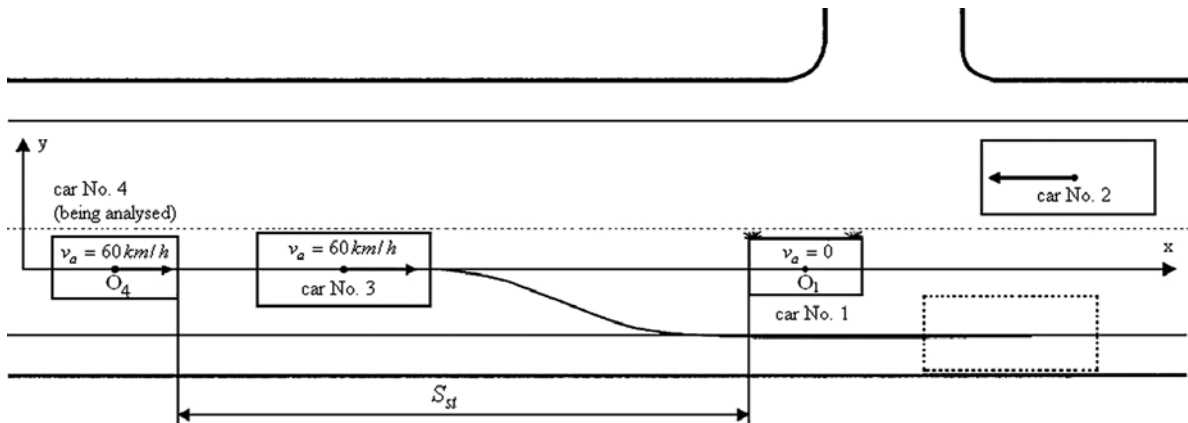 y
car No. 4
(being analysed)
car No. 2
v_a = 60 km/h
v_a = 60 km/h
v_a = 0
x
O_4
car No. 3
O_1
car No. 1
S_st